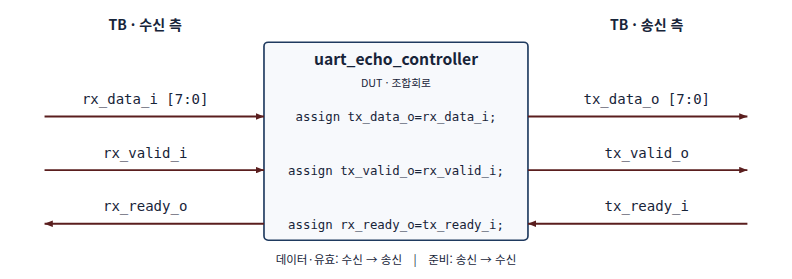 TB · 수신 측
TB · 송신 측
uart_echo_controller
DUT · 조합회로
rx_data_i [7:0]
tx_data_o [7:0]
assign tx_data_o=rx_data_i;
rx_valid_i
tx_valid_o
assign tx_valid_o=rx_valid_i;
rx_ready_o
tx_ready_i
assign rx_ready_o=tx_ready_i;
데이터·유효: 수신 → 송신 | 준비: 송신 → 수신